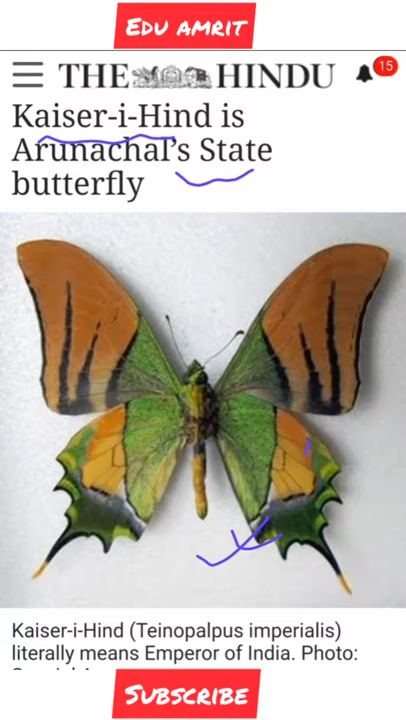 EDU AMRIT
THE HINDU
15
Kaiser-i-Hind is
Arunachal's State
butterfly
Kaiser-i-Hind (Teinopalpus imperialis)
literally means Emperor of India. Photo:
SUBSCRIBE